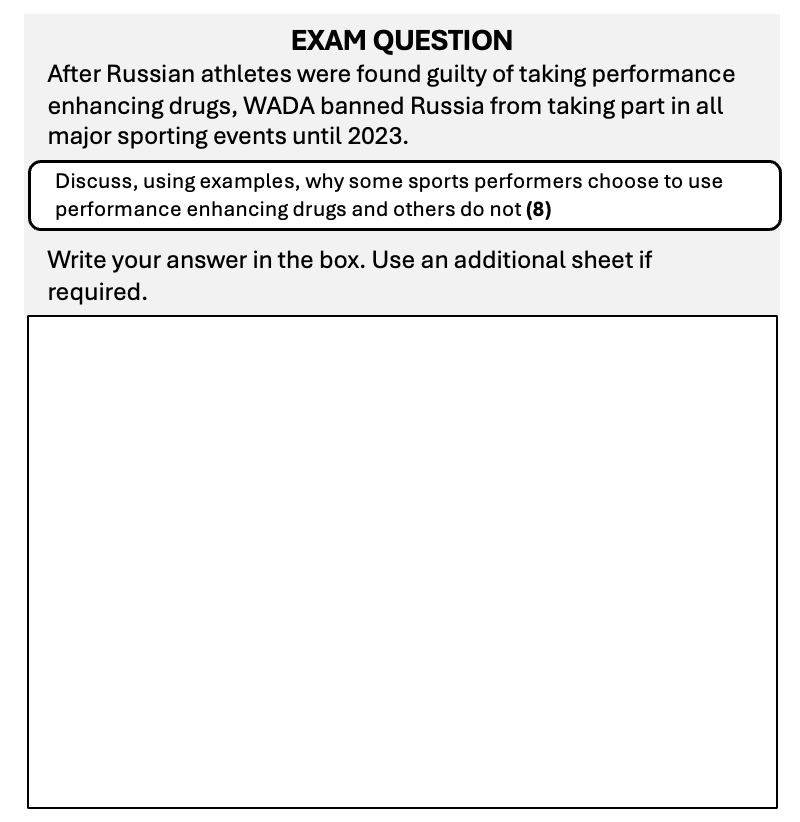 EXAM QUESTION
After Russian athletes were found guilty of taking performance
enhancing drugs, WADA banned Russia from taking part in all
major sporting events until 2023.
Discuss, using examples, why some sports performers choose to use
performance enhancing drugs and others do not (8)
Write your answer in the box. Use an additional sheet if
required.